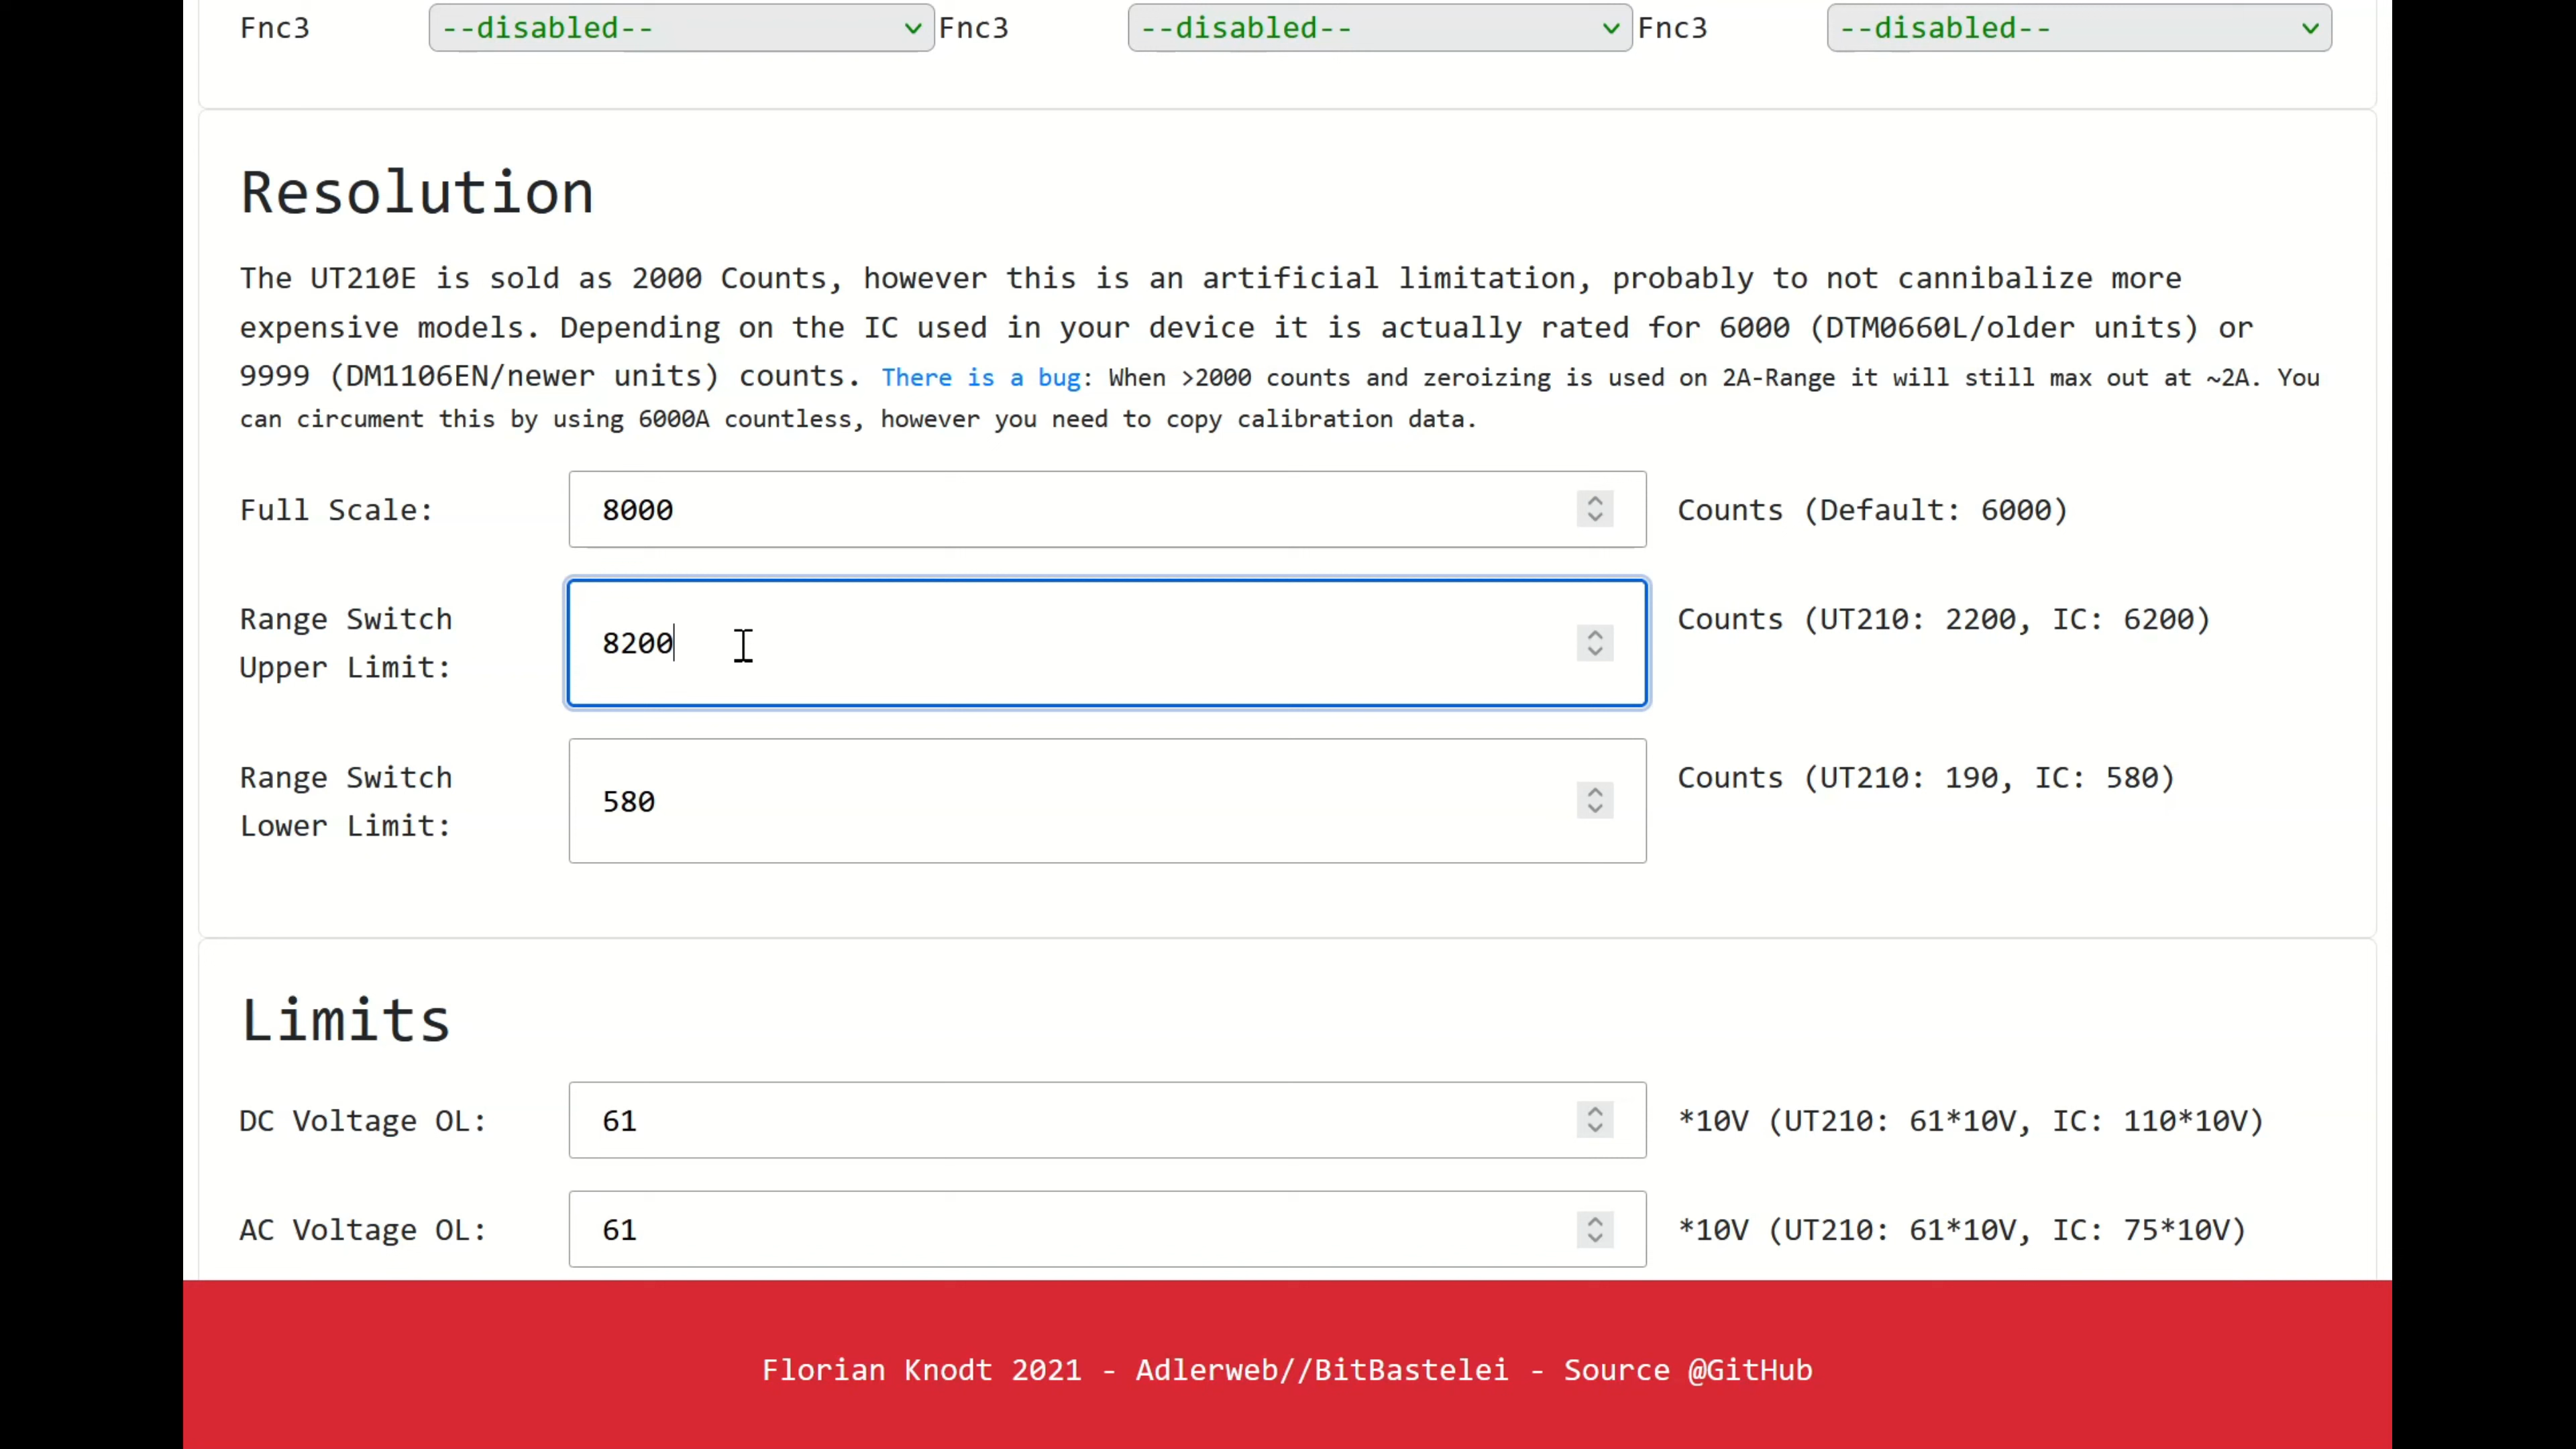 Fnc3 --disabled-- Fnc3 --disabled-- Fnc3 --disabled--
Resolution
The UT210E is sold as 2000 Counts, however this is an artificial limitation, probably to not cannibalize more
expensive models. Depending on the IC used in your device it is actually rated for 6000 (DTM0660L/older units) or
9999 (DM1106EN/newer units) counts. There is a bug: When >2000 counts and zeroizing is used on 2A-Range it will still max out at ~2A. You
can circument this by using 6000A countless, however you need to copy calibration data.
Full Scale: 8000 Counts (Default: 6000)
Range Switch
Upper Limit: 8200 Counts (UT210: 2200, IC: 6200)
Range Switch
Lower Limit: 580 Counts (UT210: 190, IC: 580)
Limits
DC Voltage OL: 61 *10V (UT210: 61*10V, IC: 110*10V)
AC Voltage OL: 61 *10V (UT210: 61*10V, IC: 75*10V)
Florian Knodt 2021 - Adlerweb//BitBastelei - Source @GitHub